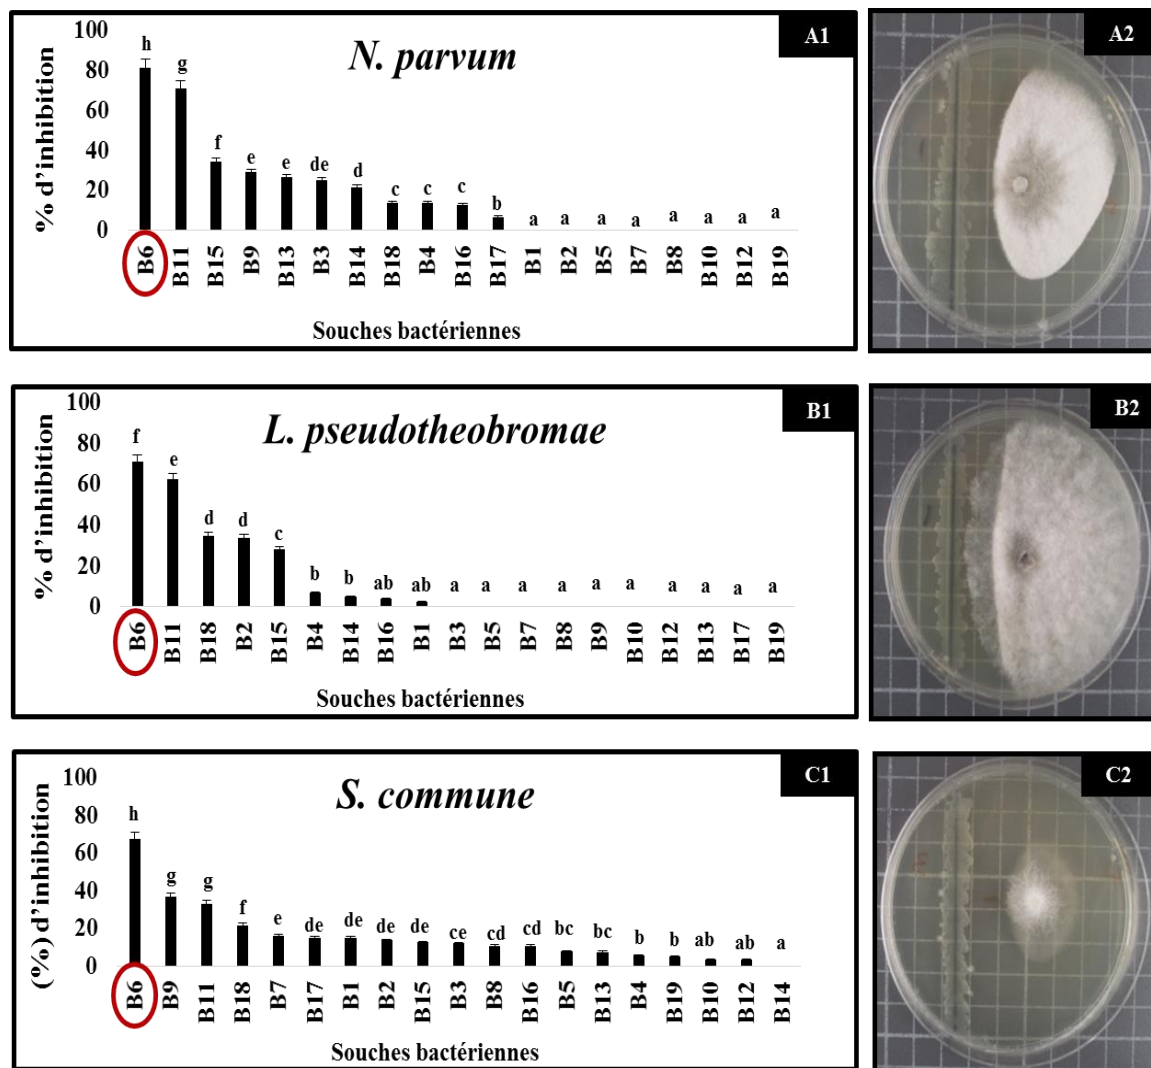 A1
N. parvum
% d'inhibition
100
80
60
40
20
0
h g f e e de d c c c b a a a a a a a a
B6 B11 B15 B9 B13 B3 B14 B18 B4 B16 B17 B1 B2 B5 B7 B8 B10 B12 B19
Souches bactériennes
A2
B1
L. pseudotheobromae
% d'inhibition
100
80
60
40
20
0
f e d d c b b ab ab a a a a a a a a a a
B6 B11 B18 B2 B15 B4 B14 B16 B1 B3 B5 B7 B8 B9 B10 B12 B13 B17 B19
Souches bactériennes
B2
C1
S. commune
(%) d'inhibition
100
80
60
40
20
0
h g g f e de de de de ce cd cd bc bc b b ab ab a
B6 B9 B11 B18 B7 B17 B1 B2 B15 B3 B8 B16 B5 B13 B4 B19 B10 B12 B14
Souches bactériennes
C2